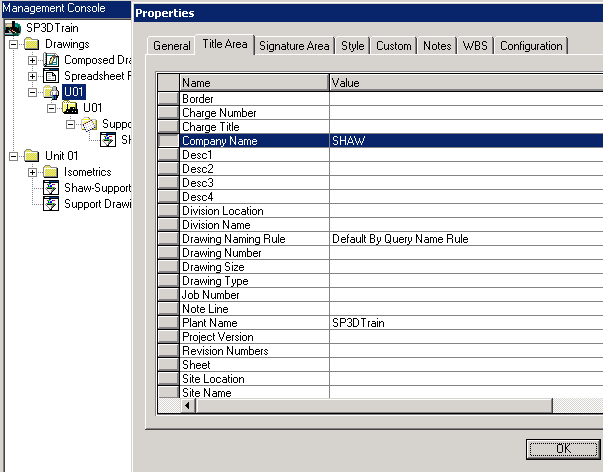 Management Console
SP3DTrain
Drawings
Composed Dra
Spreadsheet
U01
U01
Suppo
Unit 01
Isometrics
Shaw-Support
Support Drawi
Properties
General
Title Area
Signature Area
Style
Custom
Notes
WBS
Configuration
Name Value
Border
Charge Number
Charge Title
Company Name SHAW
Desc1
Desc2
Desc3
Desc4
Division Location
Division Name
Drawing Naming Rule Default By Query Name Rule
Drawing Number
Drawing Size
Drawing Type
Job Number
Note Line
Plant Name SP3DTrain
Project Version
Revision Numbers
Sheet
Site Location
Site Name
OK